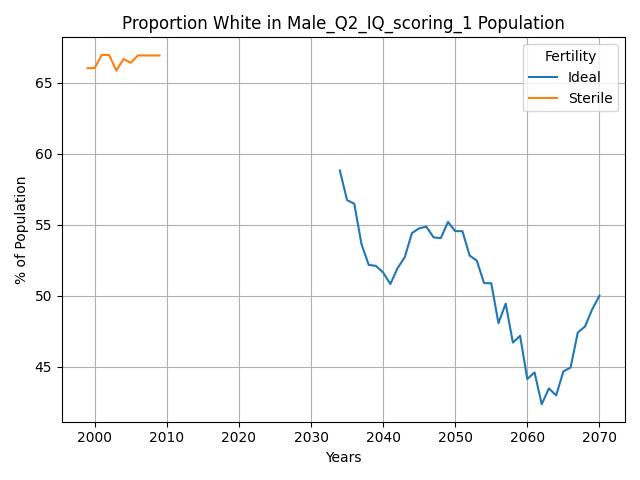 Proportion White in Male_Q2_IQ_scoring_1 Population
Fertility
Ideal
Sterile
% of Population
65
60
55
50
45
2000 2010 2020 2030 2040 2050 2060 2070
Years